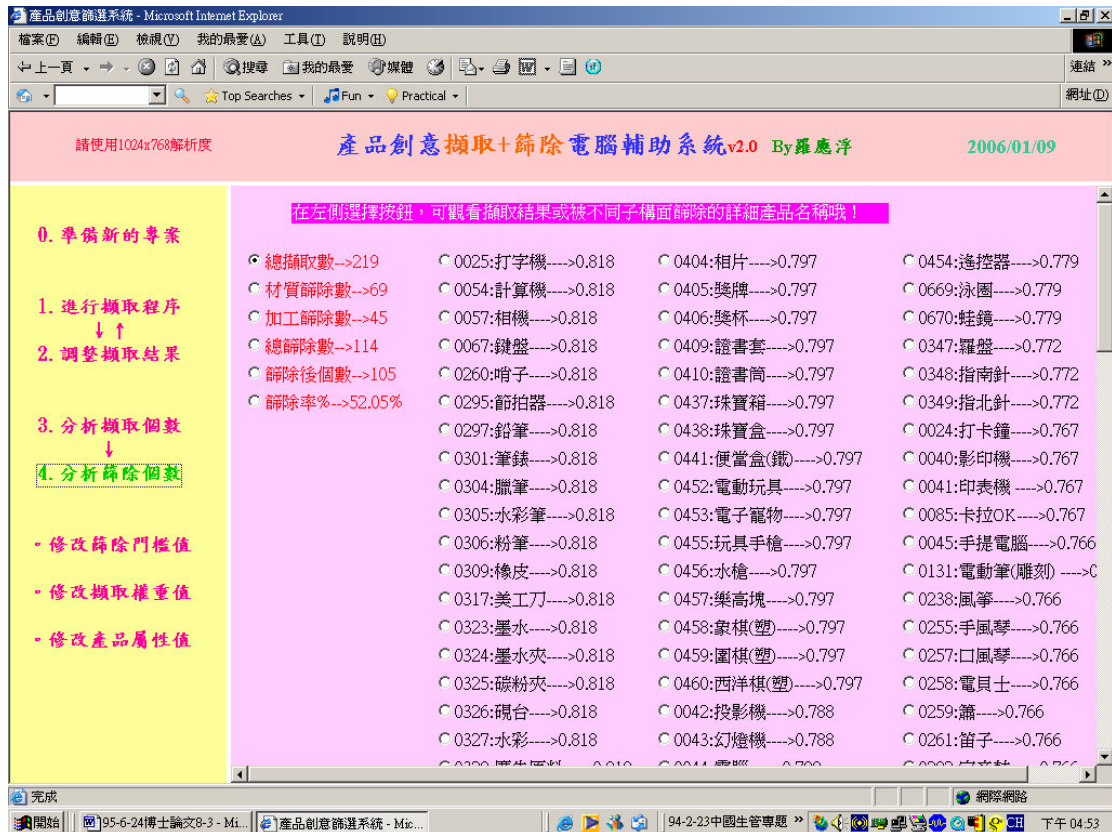 產品創意篩選系統 - Microsoft Internet Explorer
檔案(F) 編輯(E) 檢視(V) 我的最愛(A) 工具(T) 說明(H)
上一頁 搜尋 我的最愛 媒體 連結 »
Top Searches Fun Practical 網址(D)
請使用1024x768解析度 產品創意擷取+篩除電腦輔助系統v2.0 By羅應浮 2006/01/09
在左側選擇按鈕，可觀看擷取結果或被不同子構面篩除的詳細產品名稱哦！
0. 準備新的專案
1. 進行擷取程序
↓ ↑
2. 調整擷取結果
3. 分析擷取個數
↓
4. 分析篩除個數
- 修改篩除門檻值
- 修改擷取權重值
- 修改產品屬性值
總擷取數-->219 0025:打字機---->0.818 0404:相片---->0.797 0454:遙控器---->0.779
材質篩除數-->69 0054:計算機---->0.818 0405:獎牌---->0.797 0669:泳圈---->0.779
加工篩除數-->45 0057:相機---->0.818 0406:獎杯---->0.797 0670:蛙鏡---->0.779
總篩除數-->114 0067:鍵盤---->0.818 0409:證書套---->0.797 0347:羅盤---->0.772
篩除後個數-->105 0260:哨子---->0.818 0410:證書筒---->0.797 0348:指南針---->0.772
篩除率%-->52.05% 0295:節拍器---->0.818 0437:珠寶箱---->0.797 0349:指北針---->0.772
0297:鉛筆---->0.818 0438:珠寶盒---->0.797 0024:打卡鐘---->0.767
0301:筆錶---->0.818 0441:便當盒(鐵)---->0.797 0040:影印機---->0.767
0304:臘筆---->0.818 0452:電動玩具---->0.797 0041:印表機 ---->0.767
0305:水彩筆---->0.818 0453:電子寵物---->0.797 0085:卡拉OK---->0.767
0306:粉筆---->0.818 0455:玩具手槍---->0.797 0045:手提電腦---->0.766
0309:橡皮---->0.818 0456:水槍---->0.797 0131:電動筆(雕刻) ---->
0317:美工刀---->0.818 0457:樂高塊---->0.797 0238:風箏---->0.766
0323:墨水---->0.818 0458:象棋(塑)---->0.797 0255:手風琴---->0.766
0324:墨水夾---->0.818 0459:圍棋(塑)---->0.797 0257:口風琴---->0.766
0325:碳粉夾---->0.818 0460:西洋棋(塑)---->0.797 0258:電貝士---->0.766
0326:硯台---->0.818 0042:投影機---->0.788 0259:簫---->0.766
0327:水彩---->0.818 0043:幻燈機---->0.788 0261:笛子---->0.766
完成 網際網路
開始 95-6-24博士論文8-3 - Mi... 產品創意篩選系統 - Mic... 94-2-23中國生管專題 » CH 下午 04:53